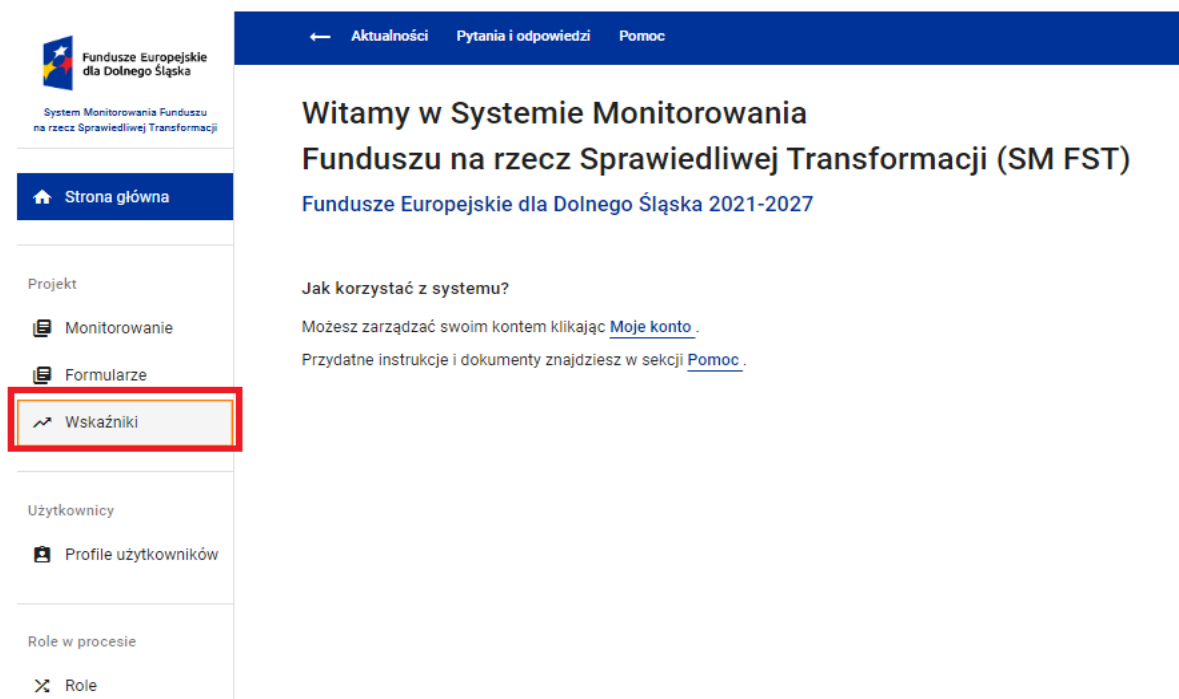 Fundusze Europejskie
dla Dolnego Śląska
System Monitorowania Funduszu
na rzecz Sprawiedliwej Transformacji
Strona główna
Projekt
Monitorowanie
Formularze
Wskaźniki
Użytkownicy
Profile użytkowników
Role w procesie
Role
← Aktualności Pytania i odpowiedzi Pomoc
Witamy w Systemie Monitorowania
Funduszu na rzecz Sprawiedliwej Transformacji (SM FST)
Fundusze Europejskie dla Dolnego Śląska 2021-2027
Jak korzystać z systemu?
Możesz zarządzać swoim kontem klikając Moje konto .
Przydatne instrukcje i dokumenty znajdziesz w sekcji Pomoc .